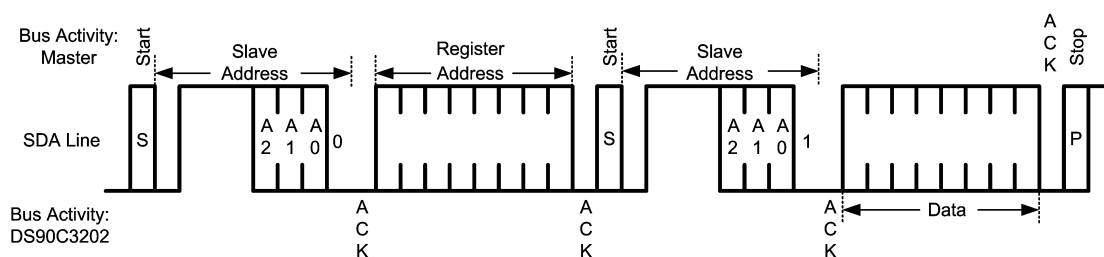 Bus Activity:
Master
Start
Slave
Address
Register
Address
Start
Slave
Address
A
C
K
Stop
SDA Line
S
A
2
A
1
A
0
0
S
A
2
A
1
A
0
1
P
Bus Activity:
DS90C3202
A
C
K
A
C
K
A
C
K
Data